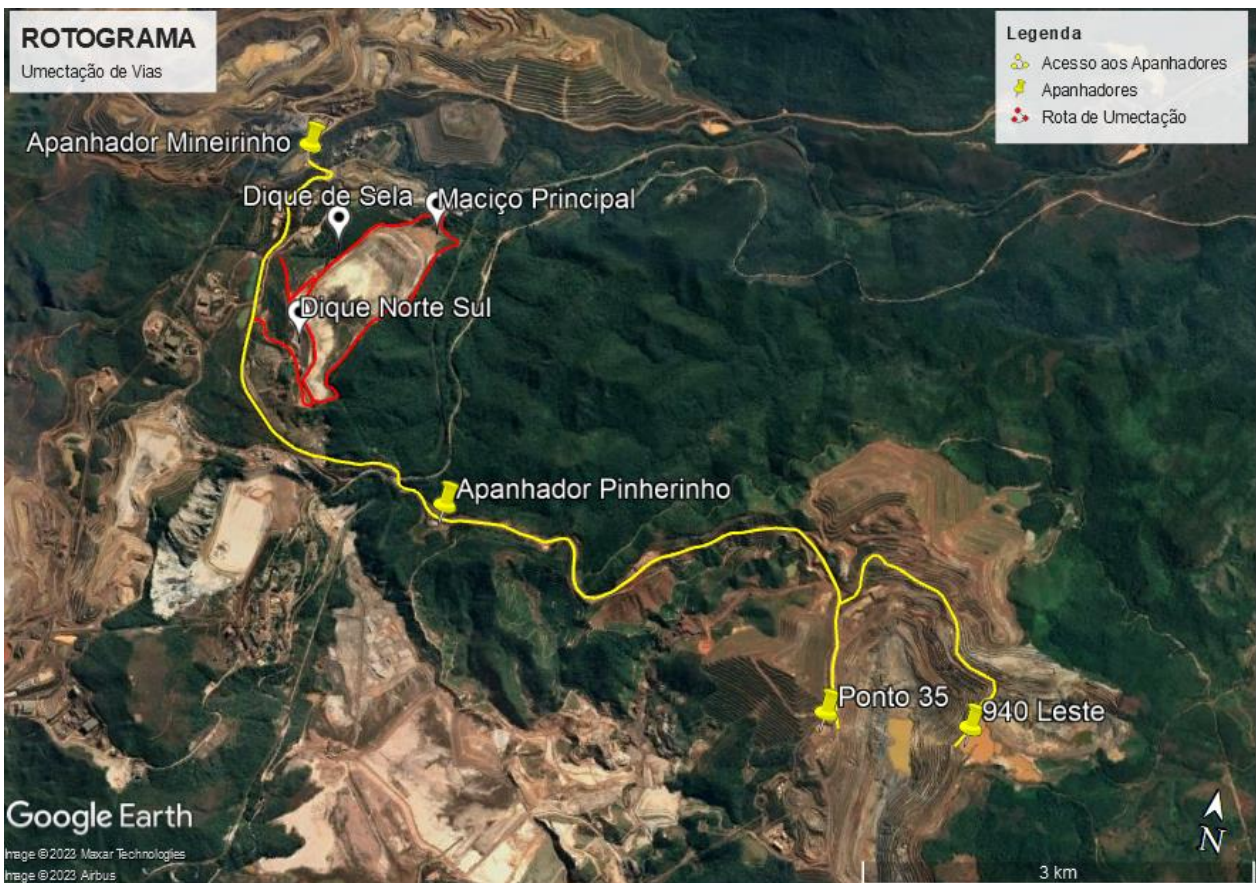 ROTOGRAMA
Umectação de Vias
Legenda
Acesso aos Apanhadores
Apanhadores
Rota de Umectação
Apanhador Mineirinho
Dique de Sela
Maciço Principal
Dique Norte Sul
Apanhador Pinherinho
Ponto 35
940 Leste
Google Earth
Image © 2023 Maxar Technologies
Image © 2023 Airbus
N
3 km